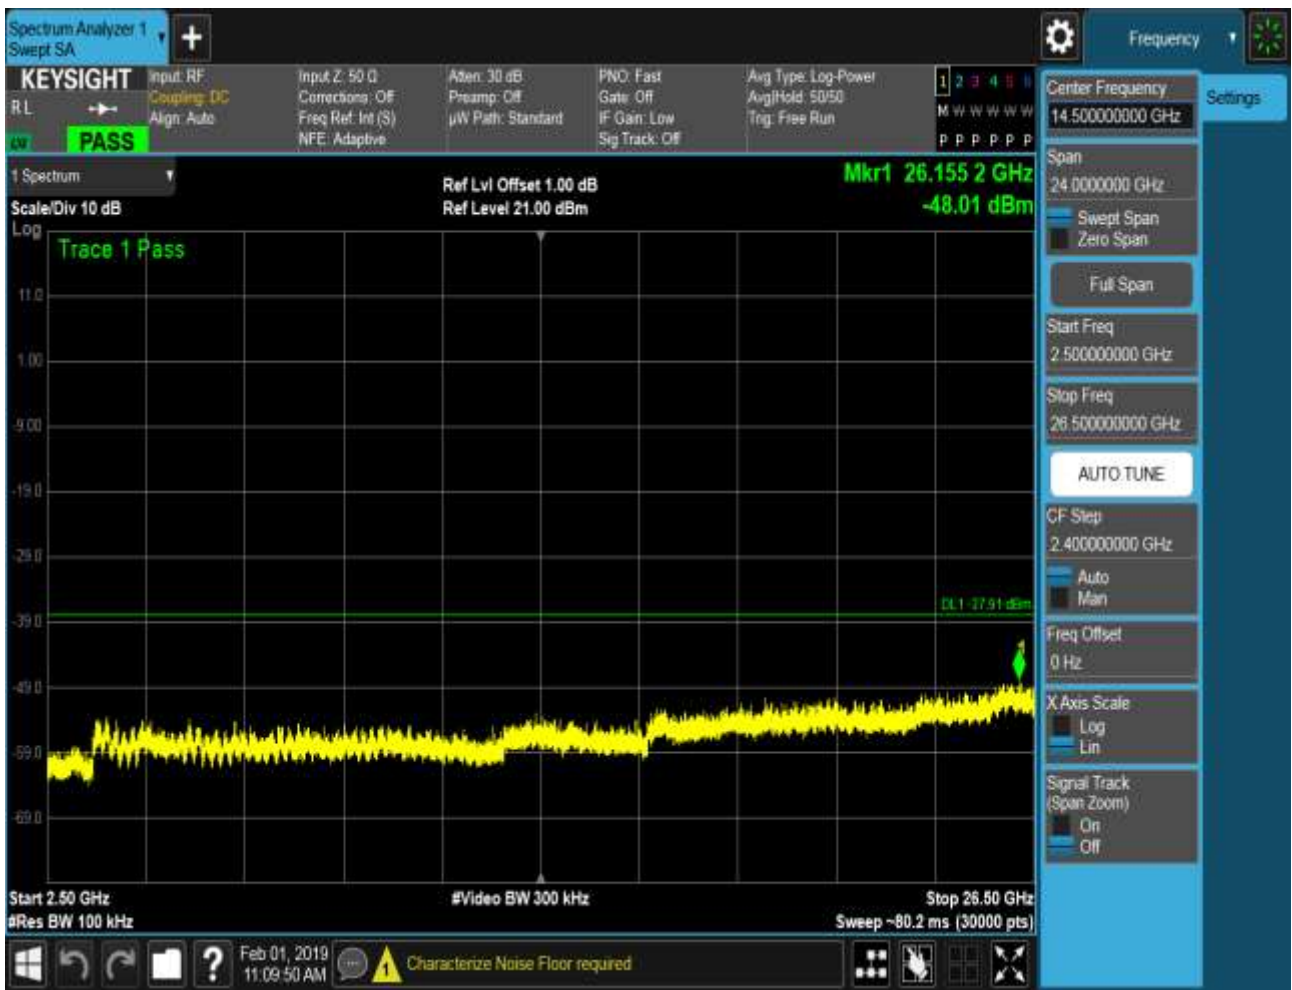 Spectrum Analyzer 1
Swept SA
Frequency
KEYSIGHT
R L
PASS
Input: RF
Coupling: DC
Align: Auto
Input Z: 50 Ω
Corrections: Off
Freq Ref: Int (S)
NFE: Adaptive
Atten: 30 dB
Preamp: Off
µW Path: Standard
PNO: Fast
Gate: Off
IF Gain: Low
Sig Track: Off
Avg Type: Log-Power
Avg|Hold: 50/50
Trig: Free Run
1 2 3 4 5 6
M W W W W W
P P P P P P
1 Spectrum
Scale/Div 10 dB
Log
Ref Lvl Offset 1.00 dB
Ref Level 21.00 dBm
Mkr1 26.155 2 GHz
-48.01 dBm
Trace 1 Pass
11.0
1.00
-9.00
-19.0
-29.0
-39.0
-49.0
-59.0
-69.0
DL1 -37.91 dBm
1
Start 2.50 GHz
#Res BW 100 kHz
#Video BW 300 kHz
Stop 26.50 GHz
Sweep ~80.2 ms (30000 pts)
Center Frequency
14.500000000 GHz
Settings
Span
24.0000000 GHz
Swept Span
Zero Span
Full Span
Start Freq
2.500000000 GHz
Stop Freq
26.500000000 GHz
AUTO TUNE
CF Step
2.400000000 GHz
Auto
Man
Freq Offset
0 Hz
X Axis Scale
Log
Lin
Signal Track
(Span Zoom)
On
Off
?
Feb 01, 2019
11:09:50 AM
1
Characterize Noise Floor required